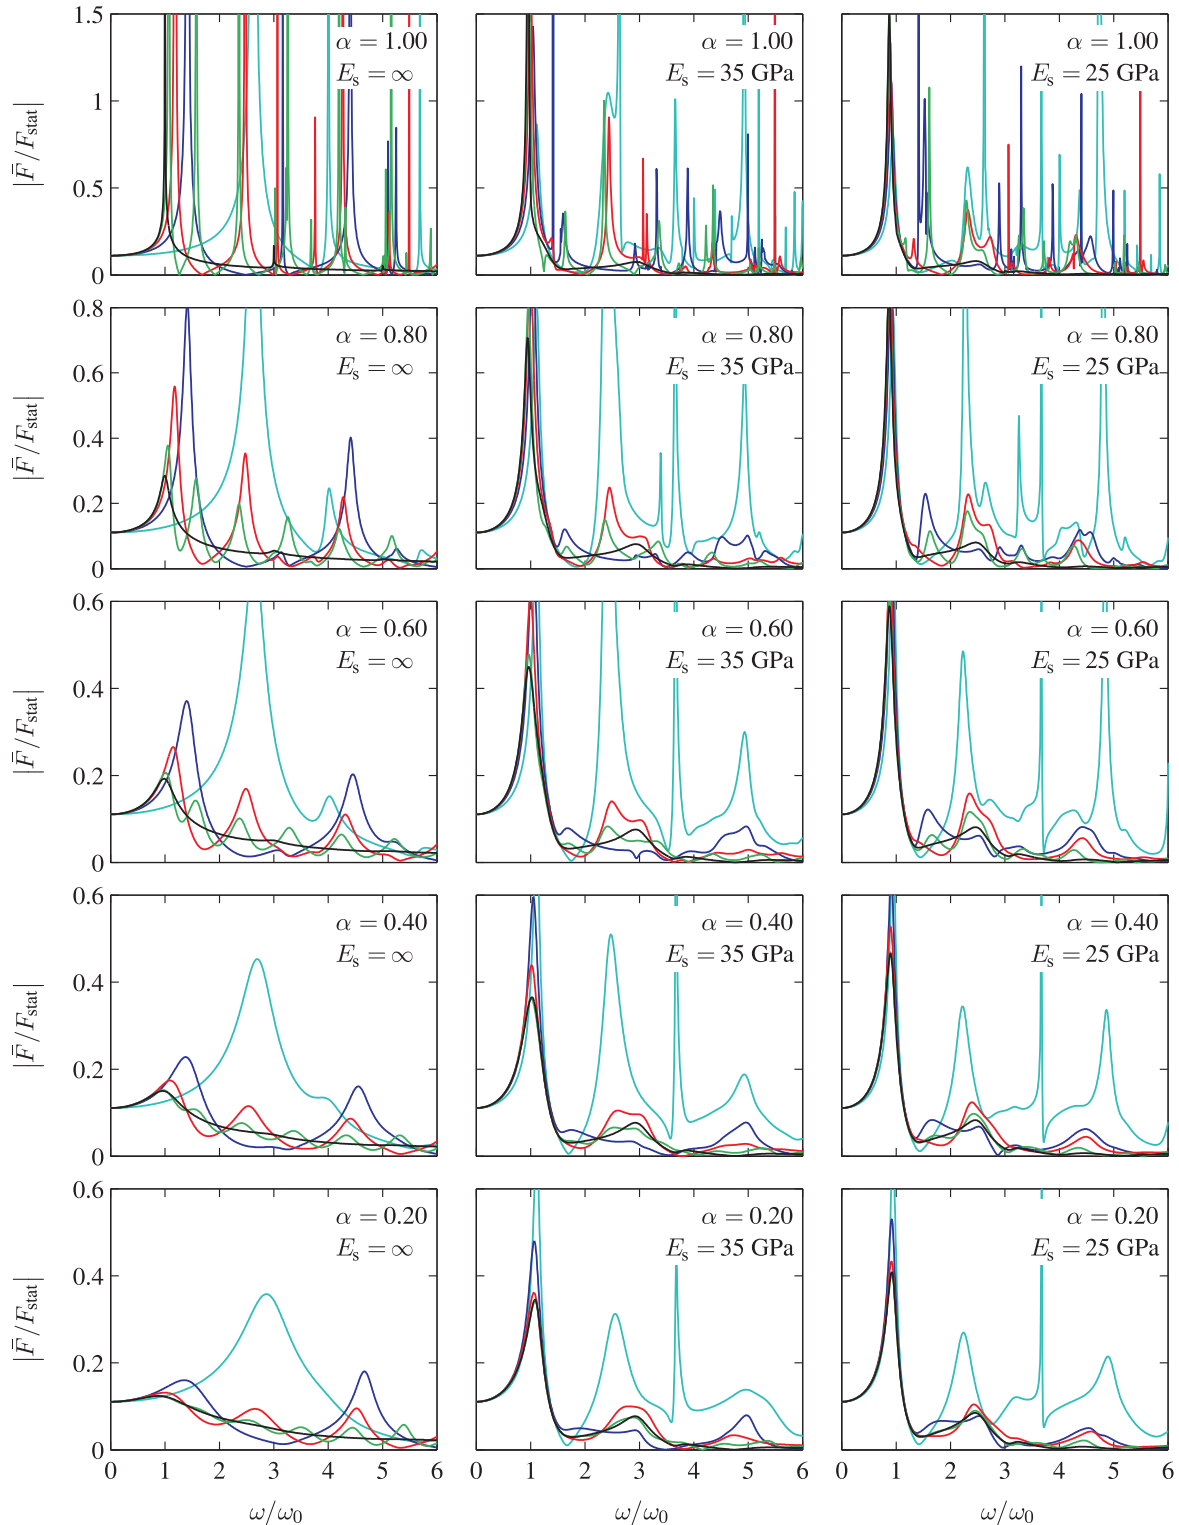 1.5
1
0.5
0
|F̄/F_stat|
α = 1.00
E_s = ∞
α = 1.00
E_s = 35 GPa
α = 1.00
E_s = 25 GPa
0.8
0.6
0.4
0.2
0
|F̄/F_stat|
α = 0.80
E_s = ∞
α = 0.80
E_s = 35 GPa
α = 0.80
E_s = 25 GPa
0.6
0.4
0.2
0
|F̄/F_stat|
α = 0.60
E_s = ∞
α = 0.60
E_s = 35 GPa
α = 0.60
E_s = 25 GPa
0.6
0.4
0.2
0
|F̄/F_stat|
α = 0.40
E_s = ∞
α = 0.40
E_s = 35 GPa
α = 0.40
E_s = 25 GPa
0.6
0.4
0.2
0
|F̄/F_stat|
α = 0.20
E_s = ∞
α = 0.20
E_s = 35 GPa
α = 0.20
E_s = 25 GPa
0 1 2 3 4 5 6
0 1 2 3 4 5 6
0 1 2 3 4 5 6
ω/ω₀
ω/ω₀
ω/ω₀